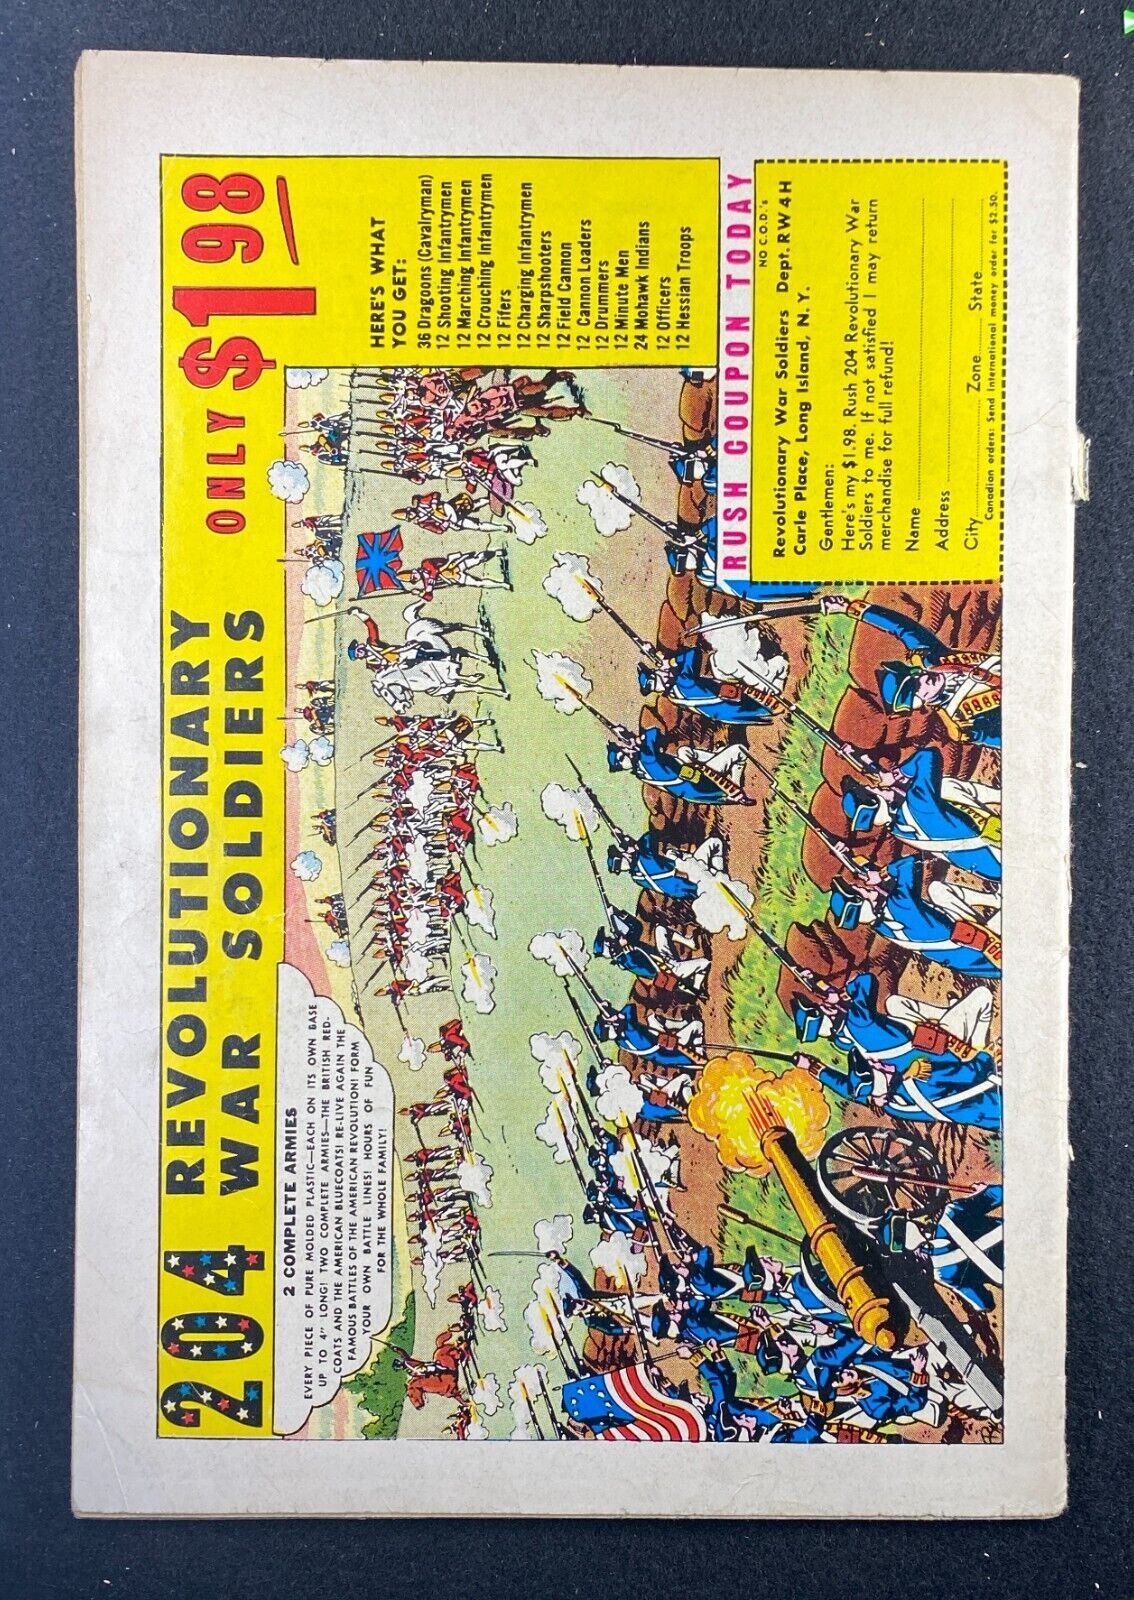 204 REVOLUTIONARY
WAR SOLDIERS ONLY $1 98
2 COMPLETE ARMIES
EVERY PIECE OF PURE MOLDED PLASTIC—EACH ON ITS OWN BASE
UP TO 4" LONG! TWO COMPLETE ARMIES—THE BRITISH RED-
COATS AND THE AMERICAN BLUECOATS! RE-LIVE AGAIN THE
FAMOUS BATTLES OF THE AMERICAN REVOLUTION! FORM
YOUR OWN BATTLE LINES! HOURS OF FUN
FOR THE WHOLE FAMILY!
HERE'S WHAT
YOU GET:
36 Dragoons (Cavalryman)
12 Shooting Infantrymen
12 Marching Infantrymen
12 Crouching Infantrymen
12 Fifers
12 Charging Infantrymen
12 Sharpshooters
12 Field Cannon
12 Cannon Loaders
12 Drummers
12 Minute Men
24 Mohawk Indians
12 Officers
12 Hessian Troops
RUSH COUPON TODAY
NO C.O.D.'s
Revolutionary War Soldiers Dept. RW4H
Carle Place, Long Island, N. Y.
Gentlemen:
Here's my $1.98. Rush 204 Revolutionary War
Soldiers to me. If not satisfied I may return
merchandise for full refund!
Name
Address
City Zone State
Canadian orders: Send International money order for $2.50.